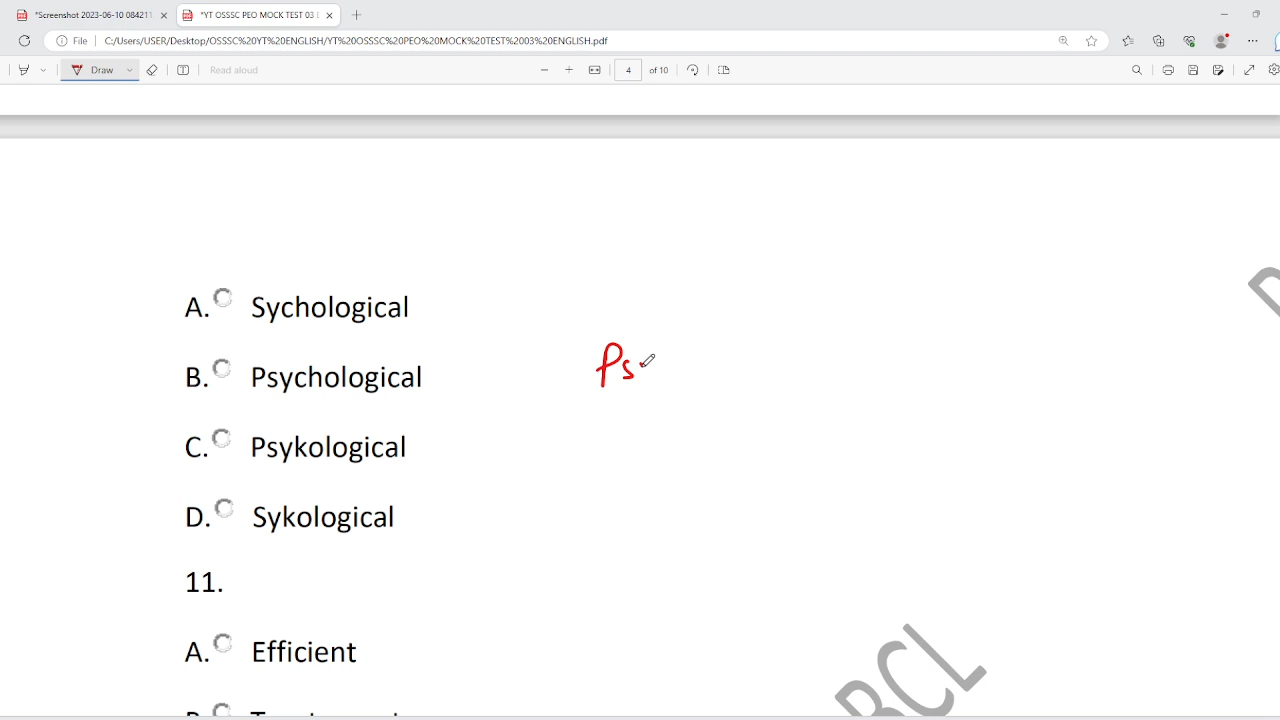 *Screenshot 2023-06-10 084211
*YT OSSSC PEO MOCK TEST 03
File C:/Users/USER/Desktop/OSSSC%20YT%20ENGLISH/YT%20OSSSC%20PEO%20MOCK%20TEST%2003%20ENGLISH.pdf
Draw Read aloud 4 of 10
A. Sychological
Ps
B. Psychological
C. Psykological
D. Sykological
11.
A. Efficient
BCL